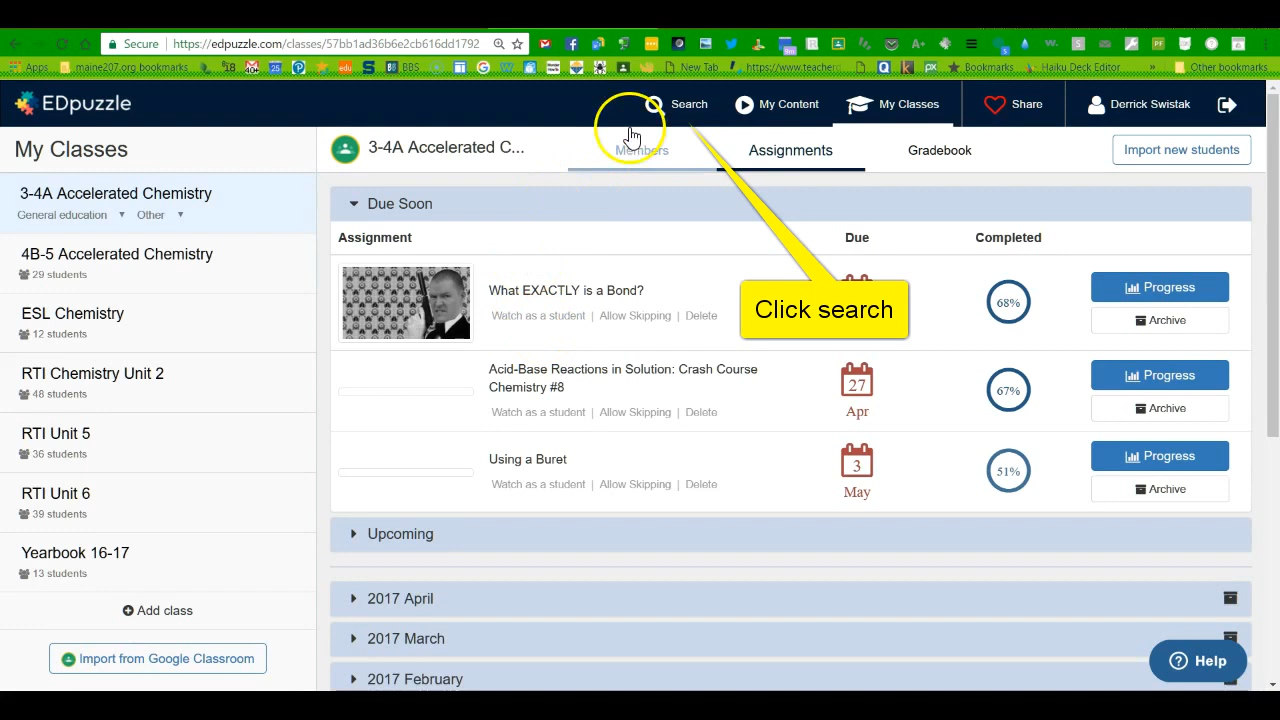 Secure https://edpuzzle.com/classes/57bb1ad36b6e2cb616dd1792
Apps maine207.org bookmarks BBS New Tab https://www.teacherc Bookmarks Haiku Deck Editor » Other bookmarks
EDpuzzle
Search
My Content
My Classes
Share
Derrick Swistak
My Classes
3-4A Accelerated C...
Members
Assignments
Gradebook
Import new students
3-4A Accelerated Chemistry
General education
Other
4B-5 Accelerated Chemistry
29 students
ESL Chemistry
12 students
RTI Chemistry Unit 2
48 students
RTI Unit 5
36 students
RTI Unit 6
39 students
Yearbook 16-17
13 students
Add class
Import from Google Classroom
Due Soon
Assignment
Due
Completed
What EXACTLY is a Bond?
Watch as a student | Allow Skipping | Delete
68%
Progress
Archive
Click search
Acid-Base Reactions in Solution: Crash Course
Chemistry #8
Watch as a student | Allow Skipping | Delete
27
Apr
67%
Progress
Archive
Using a Buret
Watch as a student | Allow Skipping | Delete
3
May
51%
Progress
Archive
Upcoming
2017 April
2017 March
2017 February
Help